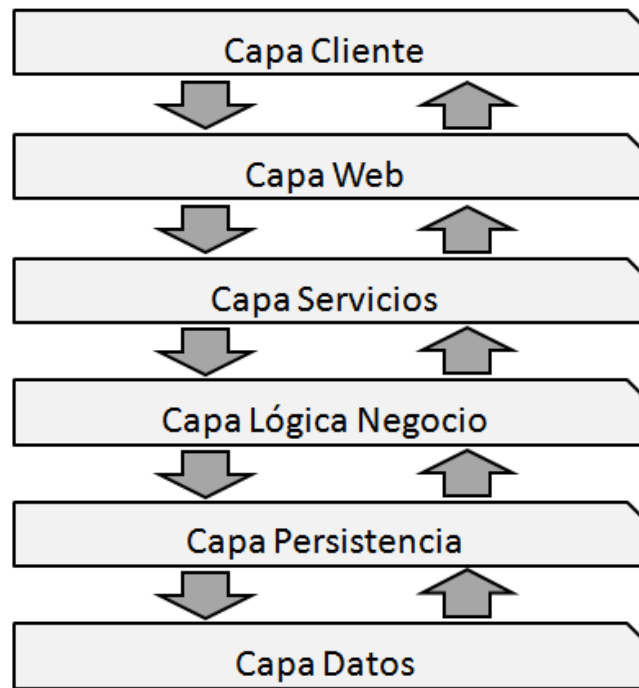 Capa Cliente
Capa Web
Capa Servicios
Capa Lógica Negocio
Capa Persistencia
Capa Datos